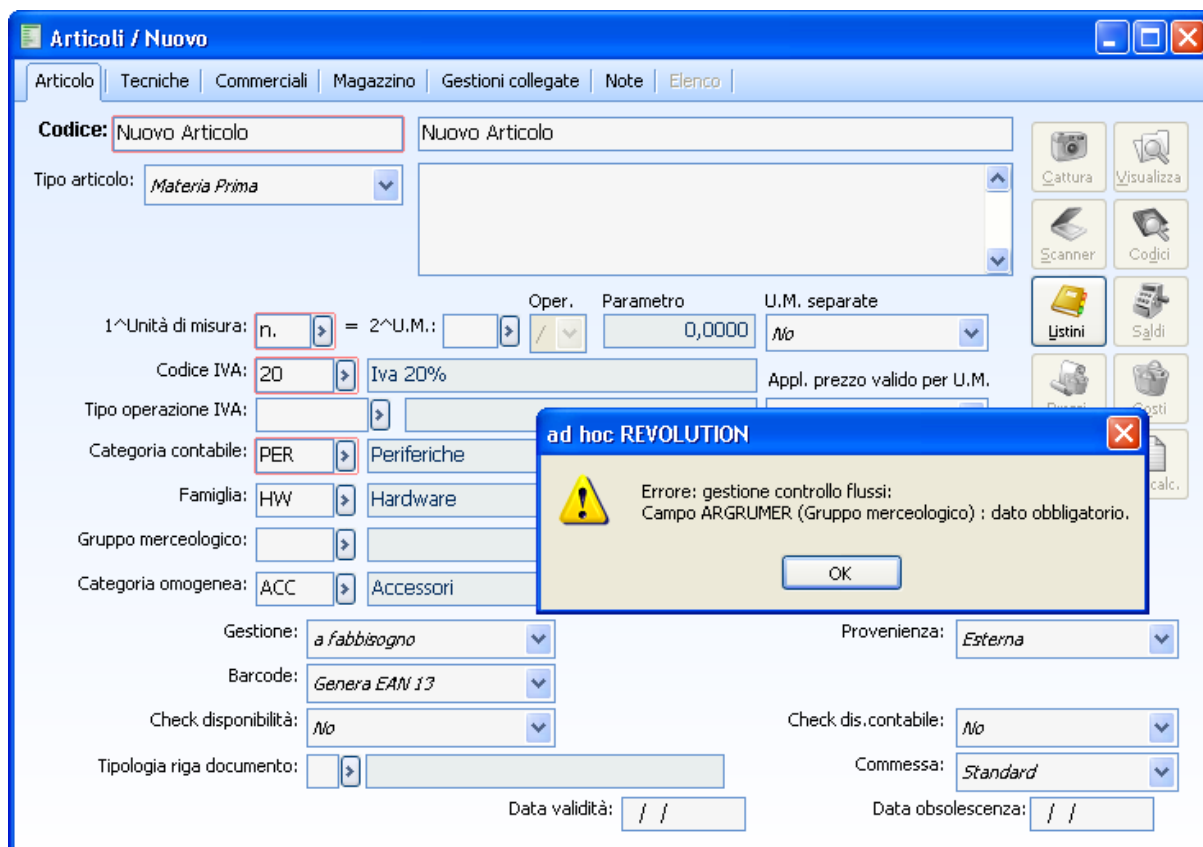 Articoli / Nuovo
Articolo Tecniche Commerciali Magazzino Gestioni collegate Note Elenco
Codice: Nuovo Articolo Nuovo Articolo
Tipo articolo: Materia Prima
Cattura Visualizza
Scanner Codici
Oper. Parametro U.M. separate
1^Unità di misura: n. = 2^U.M.: / 0,0000 No
Listini Saldi
Codice IVA: 20 Iva 20% Appl. prezzo valido per U.M.
Tipo operazione IVA:
Costi
Categoria contabile: PER Periferiche
Famiglia: HW Hardware
Gruppo merceologico:
Categoria omogenea: ACC Accessori
ad hoc REVOLUTION
Errore: gestione controllo flussi:
Campo ARGRUMER (Gruppo merceologico) : dato obbligatorio.
OK
Gestione: a fabbisogno Provenienza: Esterna
Barcode: Genera EAN 13
Check disponibilità: No Check dis.contabile: No
Tipologia riga documento: Commessa: Standard
Data validità: / / Data obsolescenza: / /